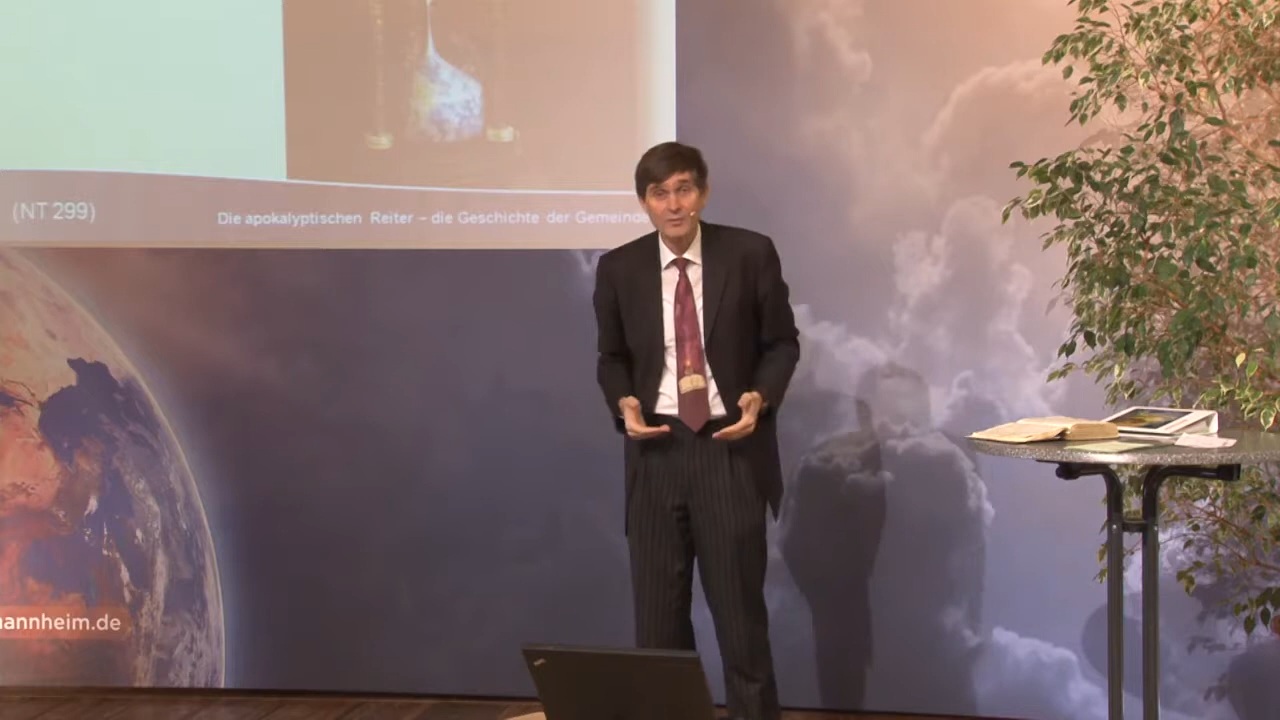 (NT 299)
Die apokalyptischen Reiter – die Geschichte der Gemeinde
annheim.de